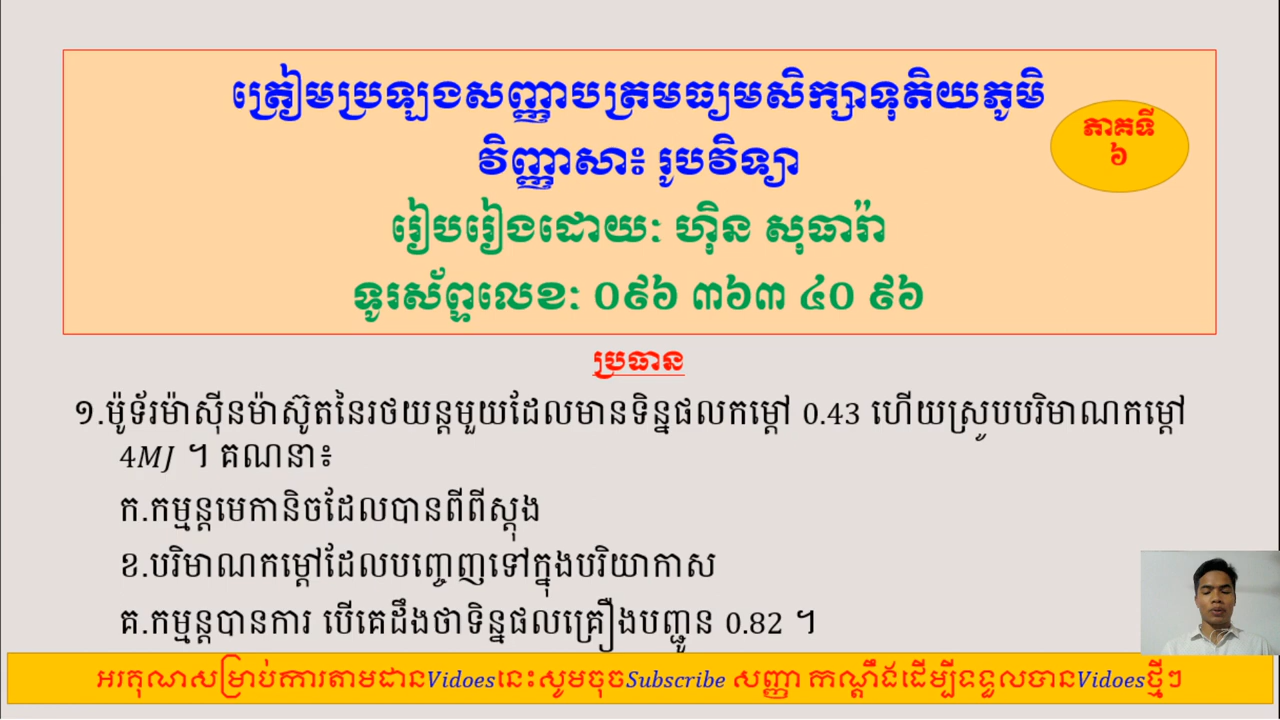 ត្រៀមប្រឡងសញ្ញាបត្រមធ្យមសិក្សាទុតិយភូមិ
វិញ្ញាសា៖ រូបវិទ្យា
ភាគទី
៦
រៀបរៀងដោយៈ ហ៊ិន សុធារ៉ា
ទូរស័ព្ទលេខៈ 0៩៦ ៣៦៣ ៤0 ៩៦
ប្រធាន
១.ម៉ូទ័រម៉ាស៊ីនម៉ាស៊ូតនៃរថយន្តមួយដែលមានទិន្នផលកម្តៅ 0.43 ហើយស្រូបបរិមាណកម្តៅ
4MJ ។ គណនា៖
ក.កម្មន្តមេកានិចដែលបានពីពីស្តុង
ខ.បរិមាណកម្តៅដែលបញ្ចេញទៅក្នុងបរិយាកាស
គ.កម្មន្តបានការ បើគេដឹងថាទិន្នផលគ្រឿងបញ្ជូន 0.82 ។
អរគុណសម្រាប់ការតាមដានVidoesនេះសូមចុចSubscribe សញ្ញា កណ្តឹងដើម្បីទទួលបានVidoesថ្មីៗ